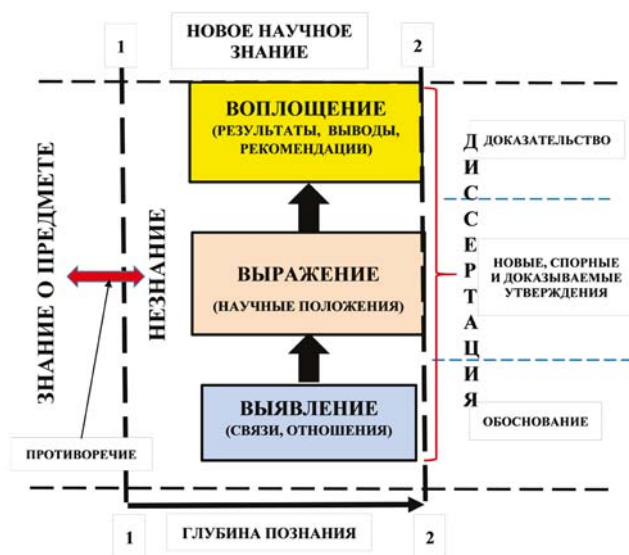 1
НОВОЕ НАУЧНОЕ
ЗНАНИЕ
2
ЗНАНИЕ О ПРЕДМЕТЕ
НЕЗНАНИЕ
ВОПЛОЩЕНИЕ
(РЕЗУЛЬТАТЫ, ВЫВОДЫ,
РЕКОМЕНДАЦИИ)
ВЫРАЖЕНИЕ
(НАУЧНЫЕ ПОЛОЖЕНИЯ)
ВЫЯВЛЕНИЕ
(СВЯЗИ, ОТНОШЕНИЯ)
ДИССЕРТАЦИЯ
ДОКАЗАТЕЛЬСТВО
НОВЫЕ, СПОРНЫЕ
И ДОКАЗЫВАЕМЫЕ
УТВЕРЖДЕНИЯ
ОБОСНОВАНИЕ
ПРОТИВОРЕЧИЕ
1
ГЛУБИНА ПОЗНАНИЯ
2